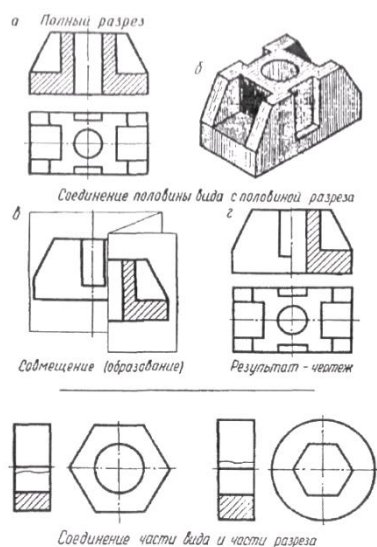 а Полный разрез
б
Соединение половины вида с половиной разреза
в
г
Совмещение (образование)
Результат - чертеж
Соединение части вида и части разреза